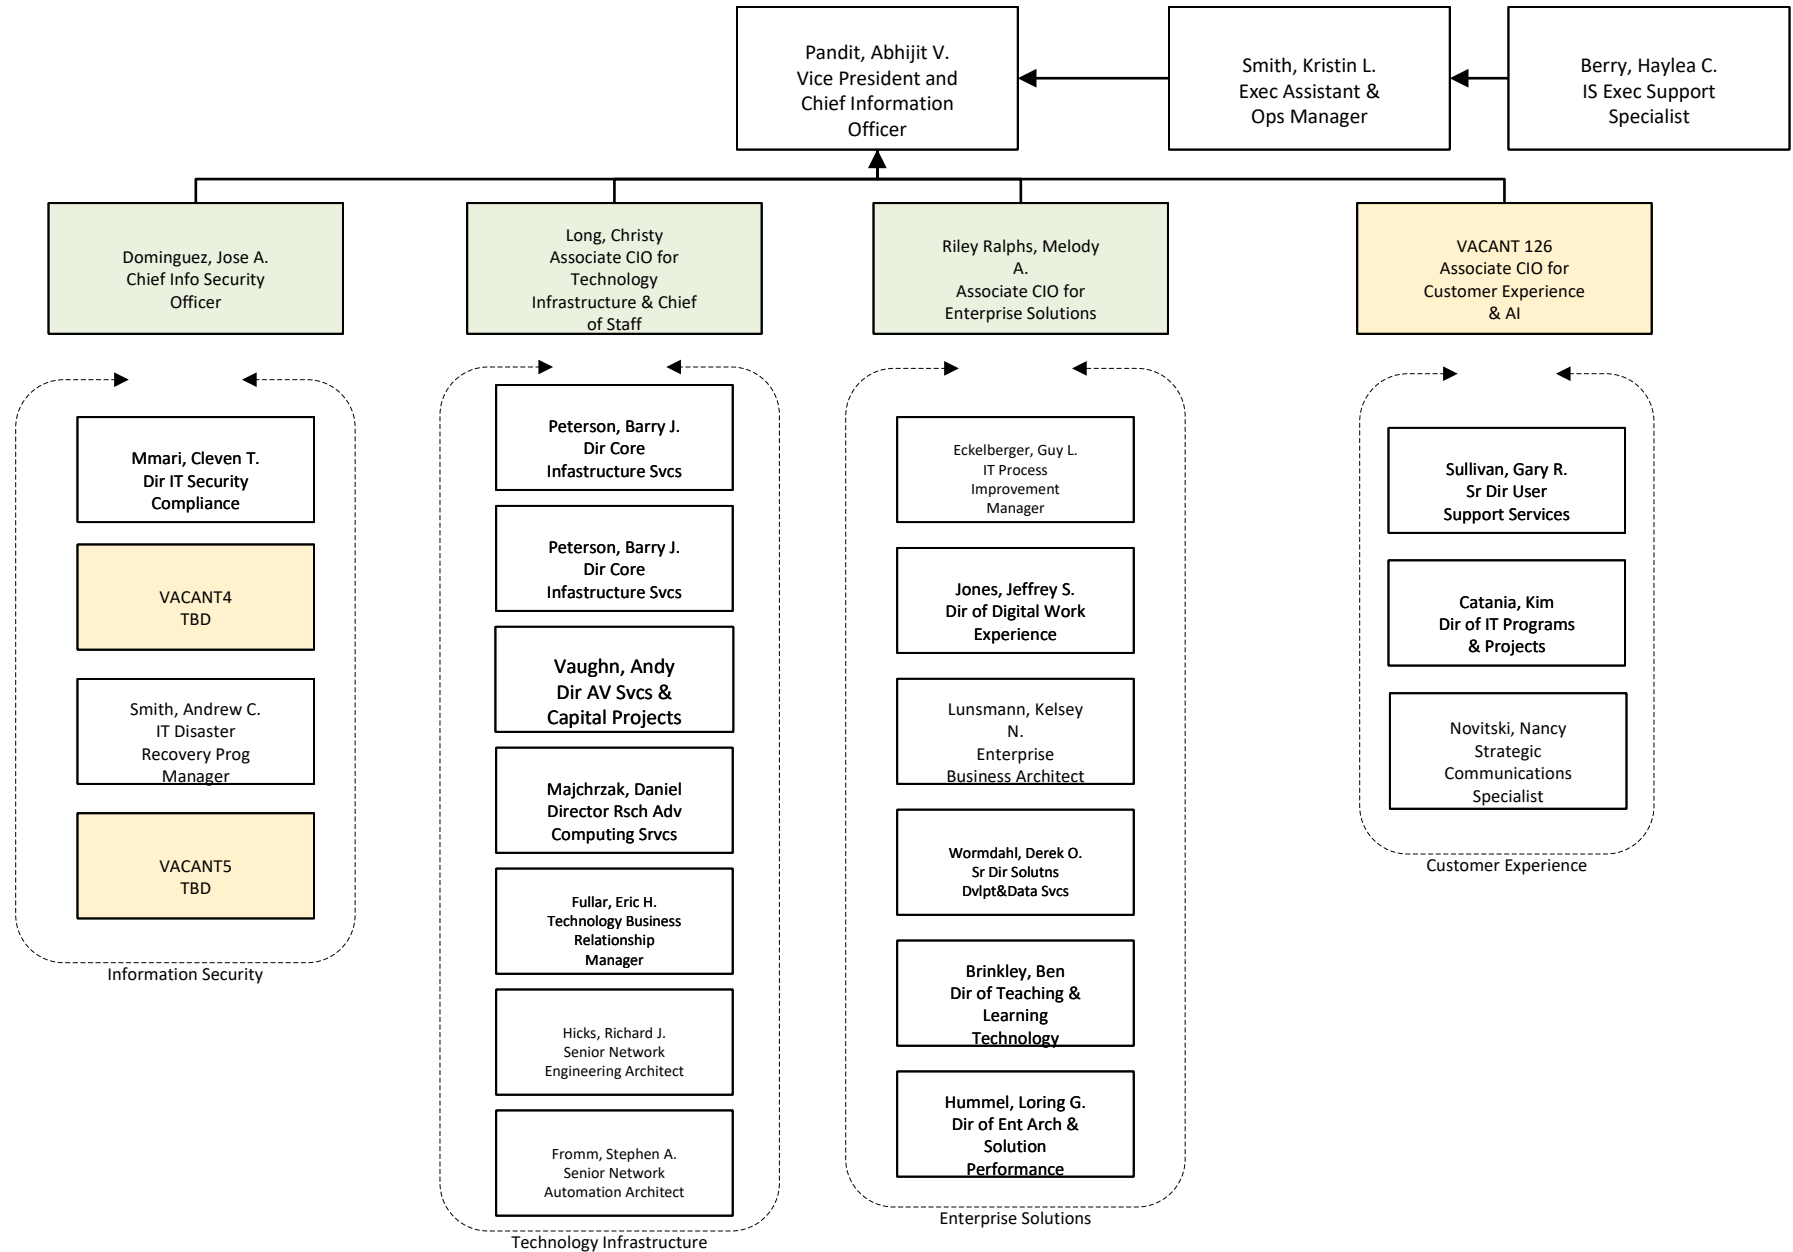 Pandit, Abhijit V.
Vice President and
Chief Information
Officer
Smith, Kristin L.
Exec Assistant &
Ops Manager
Berry, Haylea C.
IS Exec Support
Specialist
Dominguez, Jose A.
Chief Info Security
Officer
Long, Christy
Associate CIO for
Technology
Infrastructure & Chief
of Staff
Riley Ralphs, Melody
A.
Associate CIO for
Enterprise Solutions
VACANT 126
Associate CIO for
Customer Experience
& AI
Mmari, Cleven T.
Dir IT Security
Compliance
VACANT4
TBD
Smith, Andrew C.
IT Disaster
Recovery Prog
Manager
VACANT5
TBD
Information Security
Peterson, Barry J.
Dir Core
Infastructure Svcs
Peterson, Barry J.
Dir Core
Infastructure Svcs
Vaughn, Andy
Dir AV Svcs &
Capital Projects
Majchrzak, Daniel
Director Rsch Adv
Computing Srvcs
Fullar, Eric H.
Technology Business
Relationship
Manager
Hicks, Richard J.
Senior Network
Engineering Architect
Fromm, Stephen A.
Senior Network
Automation Architect
Technology Infrastructure
Eckelberger, Guy L.
IT Process
Improvement
Manager
Jones, Jeffrey S.
Dir of Digital Work
Experience
Lunsmann, Kelsey
N.
Enterprise
Business Architect
Wormdahl, Derek O.
Sr Dir Solutns
Dvlpt&Data Svcs
Brinkley, Ben
Dir of Teaching &
Learning
Technology
Hummel, Loring G.
Dir of Ent Arch &
Solution
Performance
Enterprise Solutions
Sullivan, Gary R.
Sr Dir User
Support Services
Catania, Kim
Dir of IT Programs
& Projects
Novitski, Nancy
Strategic
Communications
Specialist
Customer Experience